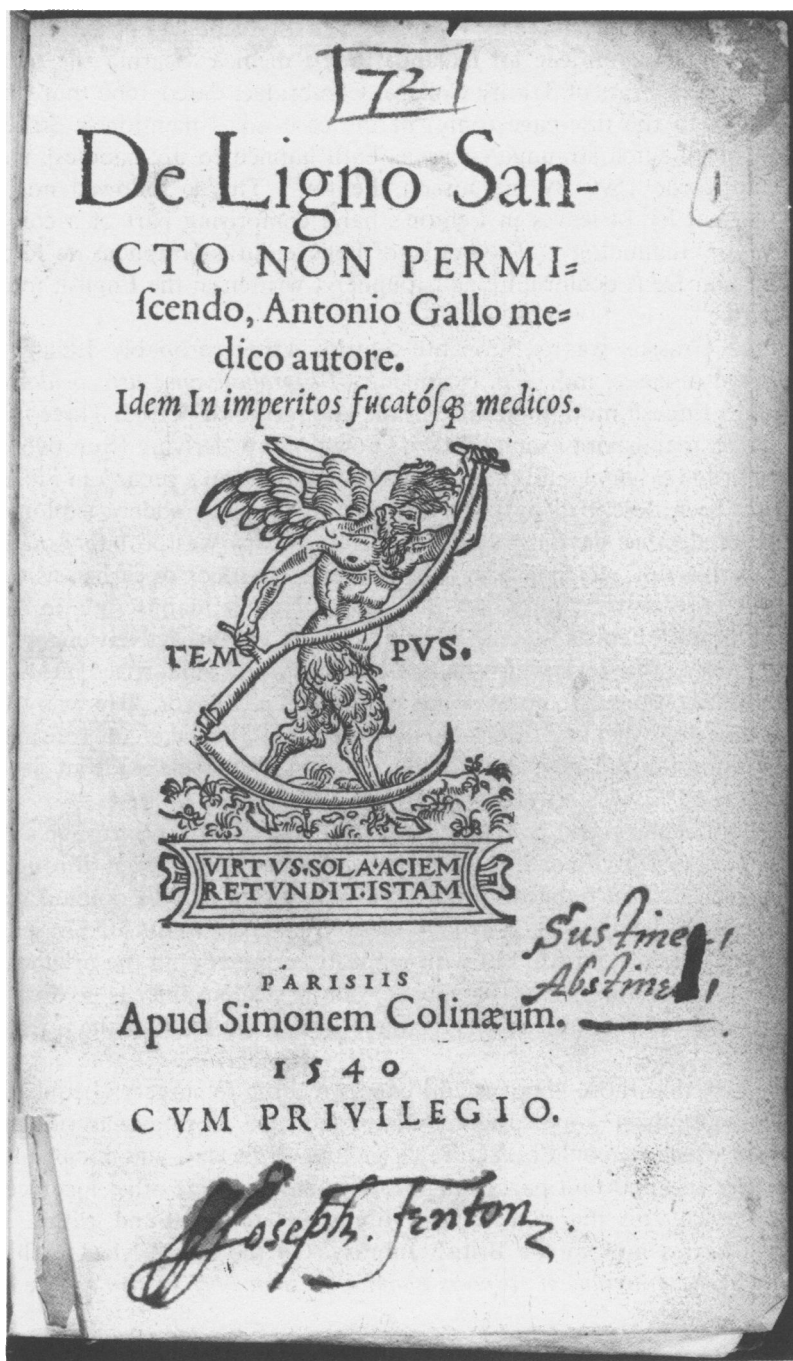 72
De Ligno San-
CTO NON PERMI-
ſcendo, Antonio Gallo me-
dico autore.
Idem In imperitos fucatóſq́; medicos.
TEM PVS.
VIRTVS.SOLA.ACIEM
RETVNDIT.ISTAM
Sustine.
Abstine.
PARISIIS
Apud Simonem Colinæum.
1540
CVM PRIVILEGIO.
Joseph. Fenton.